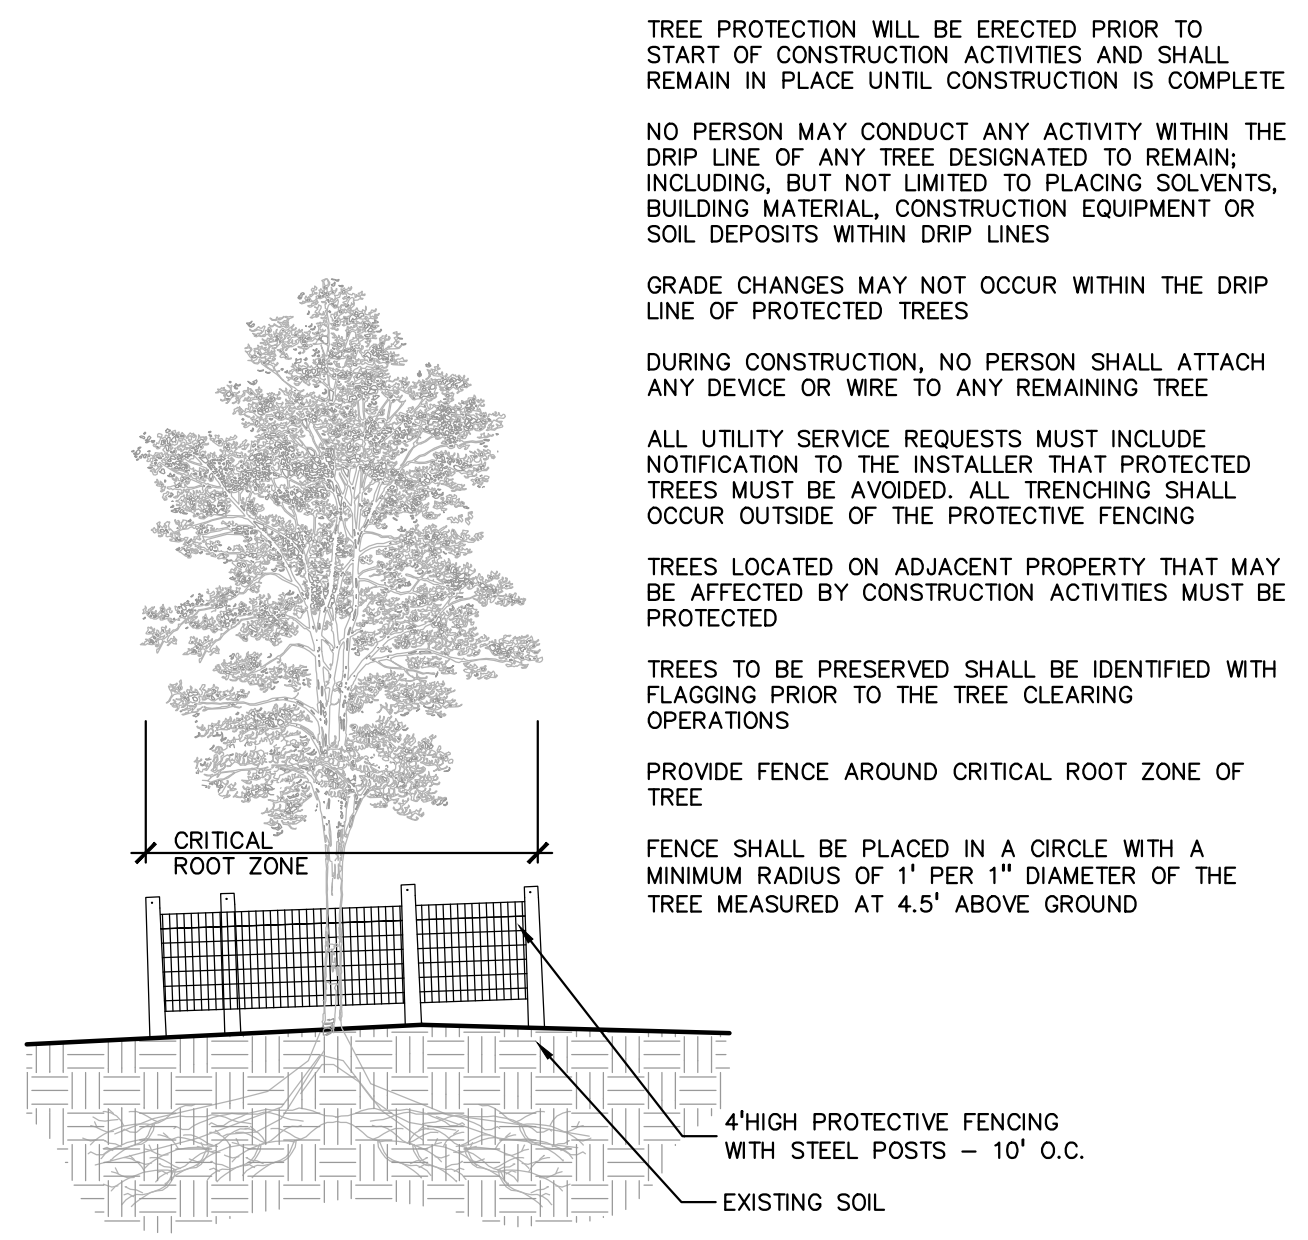 TREE PROTECTION WILL BE ERECTED PRIOR TO
START OF CONSTRUCTION ACTIVITIES AND SHALL
REMAIN IN PLACE UNTIL CONSTRUCTION IS COMPLETE
NO PERSON MAY CONDUCT ANY ACTIVITY WITHIN THE
DRIP LINE OF ANY TREE DESIGNATED TO REMAIN;
INCLUDING, BUT NOT LIMITED TO PLACING SOLVENTS,
BUILDING MATERIAL, CONSTRUCTION EQUIPMENT OR
SOIL DEPOSITS WITHIN DRIP LINES
GRADE CHANGES MAY NOT OCCUR WITHIN THE DRIP
LINE OF PROTECTED TREES
DURING CONSTRUCTION, NO PERSON SHALL ATTACH
ANY DEVICE OR WIRE TO ANY REMAINING TREE
ALL UTILITY SERVICE REQUESTS MUST INCLUDE
NOTIFICATION TO THE INSTALLER THAT PROTECTED
TREES MUST BE AVOIDED. ALL TRENCHING SHALL
OCCUR OUTSIDE OF THE PROTECTIVE FENCING
TREES LOCATED ON ADJACENT PROPERTY THAT MAY
BE AFFECTED BY CONSTRUCTION ACTIVITIES MUST BE
PROTECTED
TREES TO BE PRESERVED SHALL BE IDENTIFIED WITH
FLAGGING PRIOR TO THE TREE CLEARING
OPERATIONS
PROVIDE FENCE AROUND CRITICAL ROOT ZONE OF
TREE
FENCE SHALL BE PLACED IN A CIRCLE WITH A
MINIMUM RADIUS OF 1' PER 1" DIAMETER OF THE
TREE MEASURED AT 4.5' ABOVE GROUND
CRITICAL
ROOT ZONE
4'HIGH PROTECTIVE FENCING
WITH STEEL POSTS – 10' O.C.
EXISTING SOIL